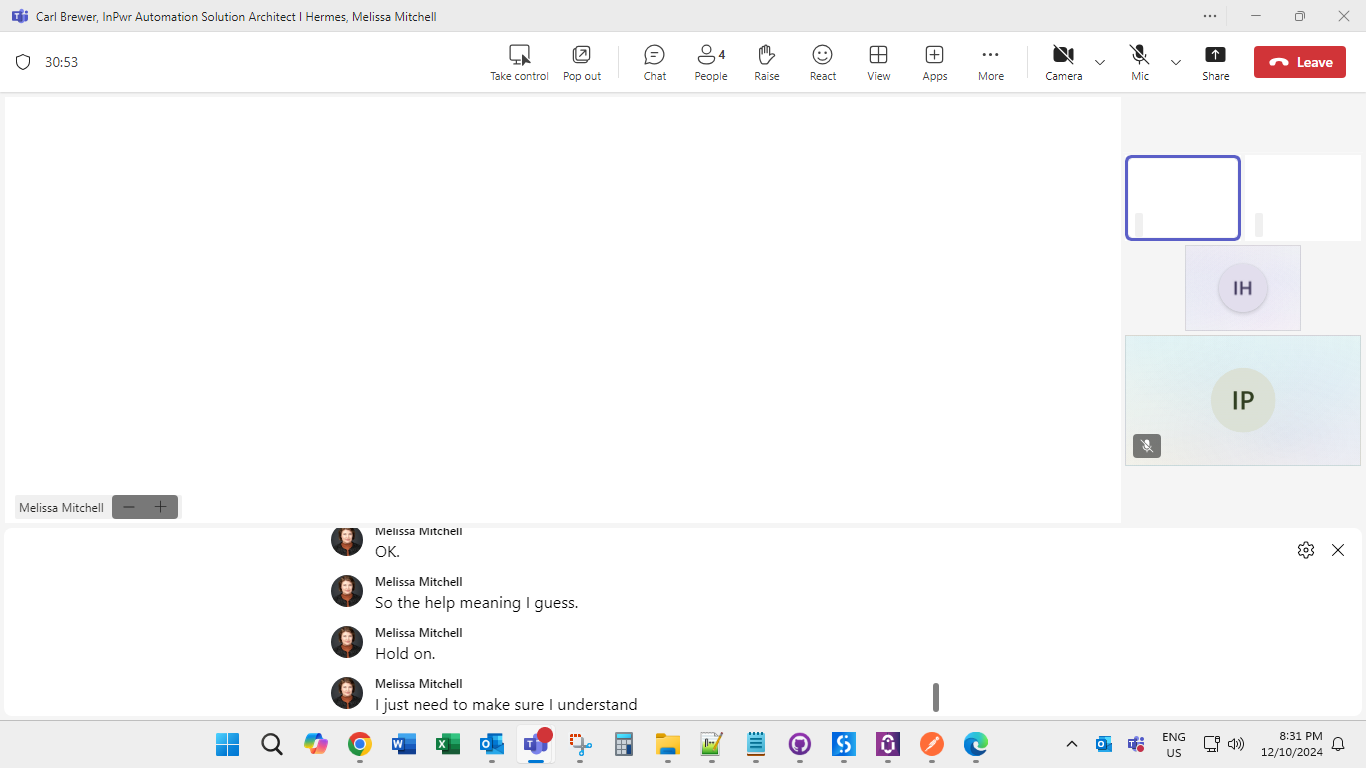 Carl Brewer, InPwr Automation Solution Architect I Hermes, Melissa Mitchell
30:53
Take control
Pop out
Chat
4
People
Raise
React
View
Apps
More
Camera
Mic
Share
Leave
IH
IP
Melissa Mitchell
Melissa Mitchell
OK.
Melissa Mitchell
So the help meaning I guess.
Melissa Mitchell
Hold on.
Melissa Mitchell
I just need to make sure I understand
ENG
US
8:31 PM
12/10/2024